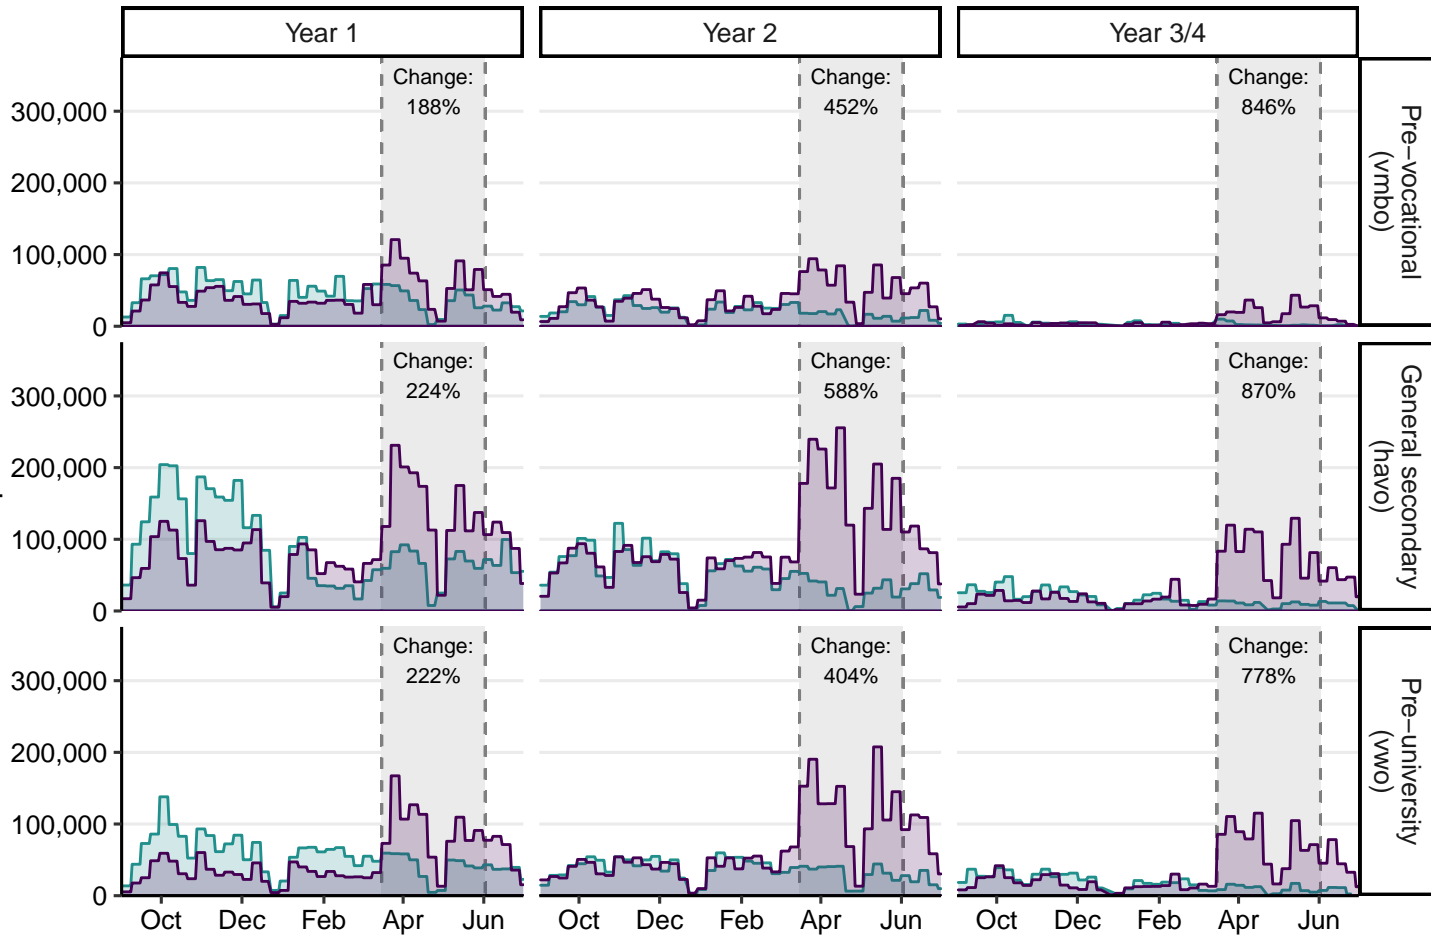 Year 1
Year 2
Year 3/4
Change:
188%
Change:
452%
Change:
846%
300,000
200,000
100,000
0
Pre−vocational
(vmbo)
Change:
224%
Change:
588%
Change:
870%
300,000
200,000
100,000
0
General secondary
(havo)
Change:
222%
Change:
404%
Change:
778%
300,000
200,000
100,000
0
Pre−university
(vwo)
Oct Dec Feb Apr Jun
Oct Dec Feb Apr Jun
Oct Dec Feb Apr Jun